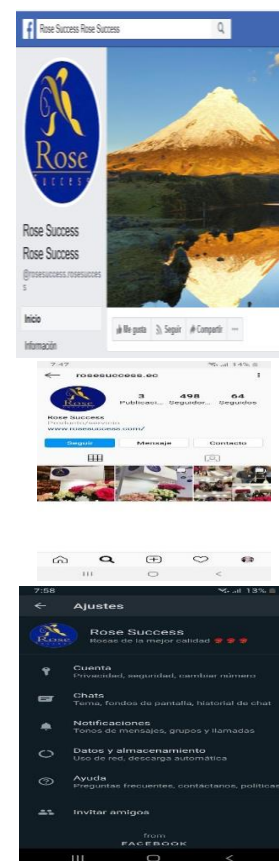 Rose Success Rose Success
Rose
Success
Rose Success
Rose Success
@rosesuccess.rosesucces
s
Inicio
Información
Me gusta Seguir Compartir ...
7:47 14%
rosesuccess.ec
3 498 64
Publicaci... Seguidor... Seguidos
Rose
Rose Success
Producto/servicio
www.rosesuccess.com/
Seguir Mensaje Contacto
7:58 13%
Ajustes
Rose
Rose Success
Rosas de la mejor calidad 🌹🌹🌹
Cuenta
Privacidad, seguridad, cambiar número
Chats
Tema, fondos de pantalla, historial de chat
Notificaciones
Tonos de mensajes, grupos y llamadas
Datos y almacenamiento
Uso de red, descarga automática
Ayuda
Preguntas frecuentes, contáctanos, políticas
Invitar amigos
from
FACEBOOK